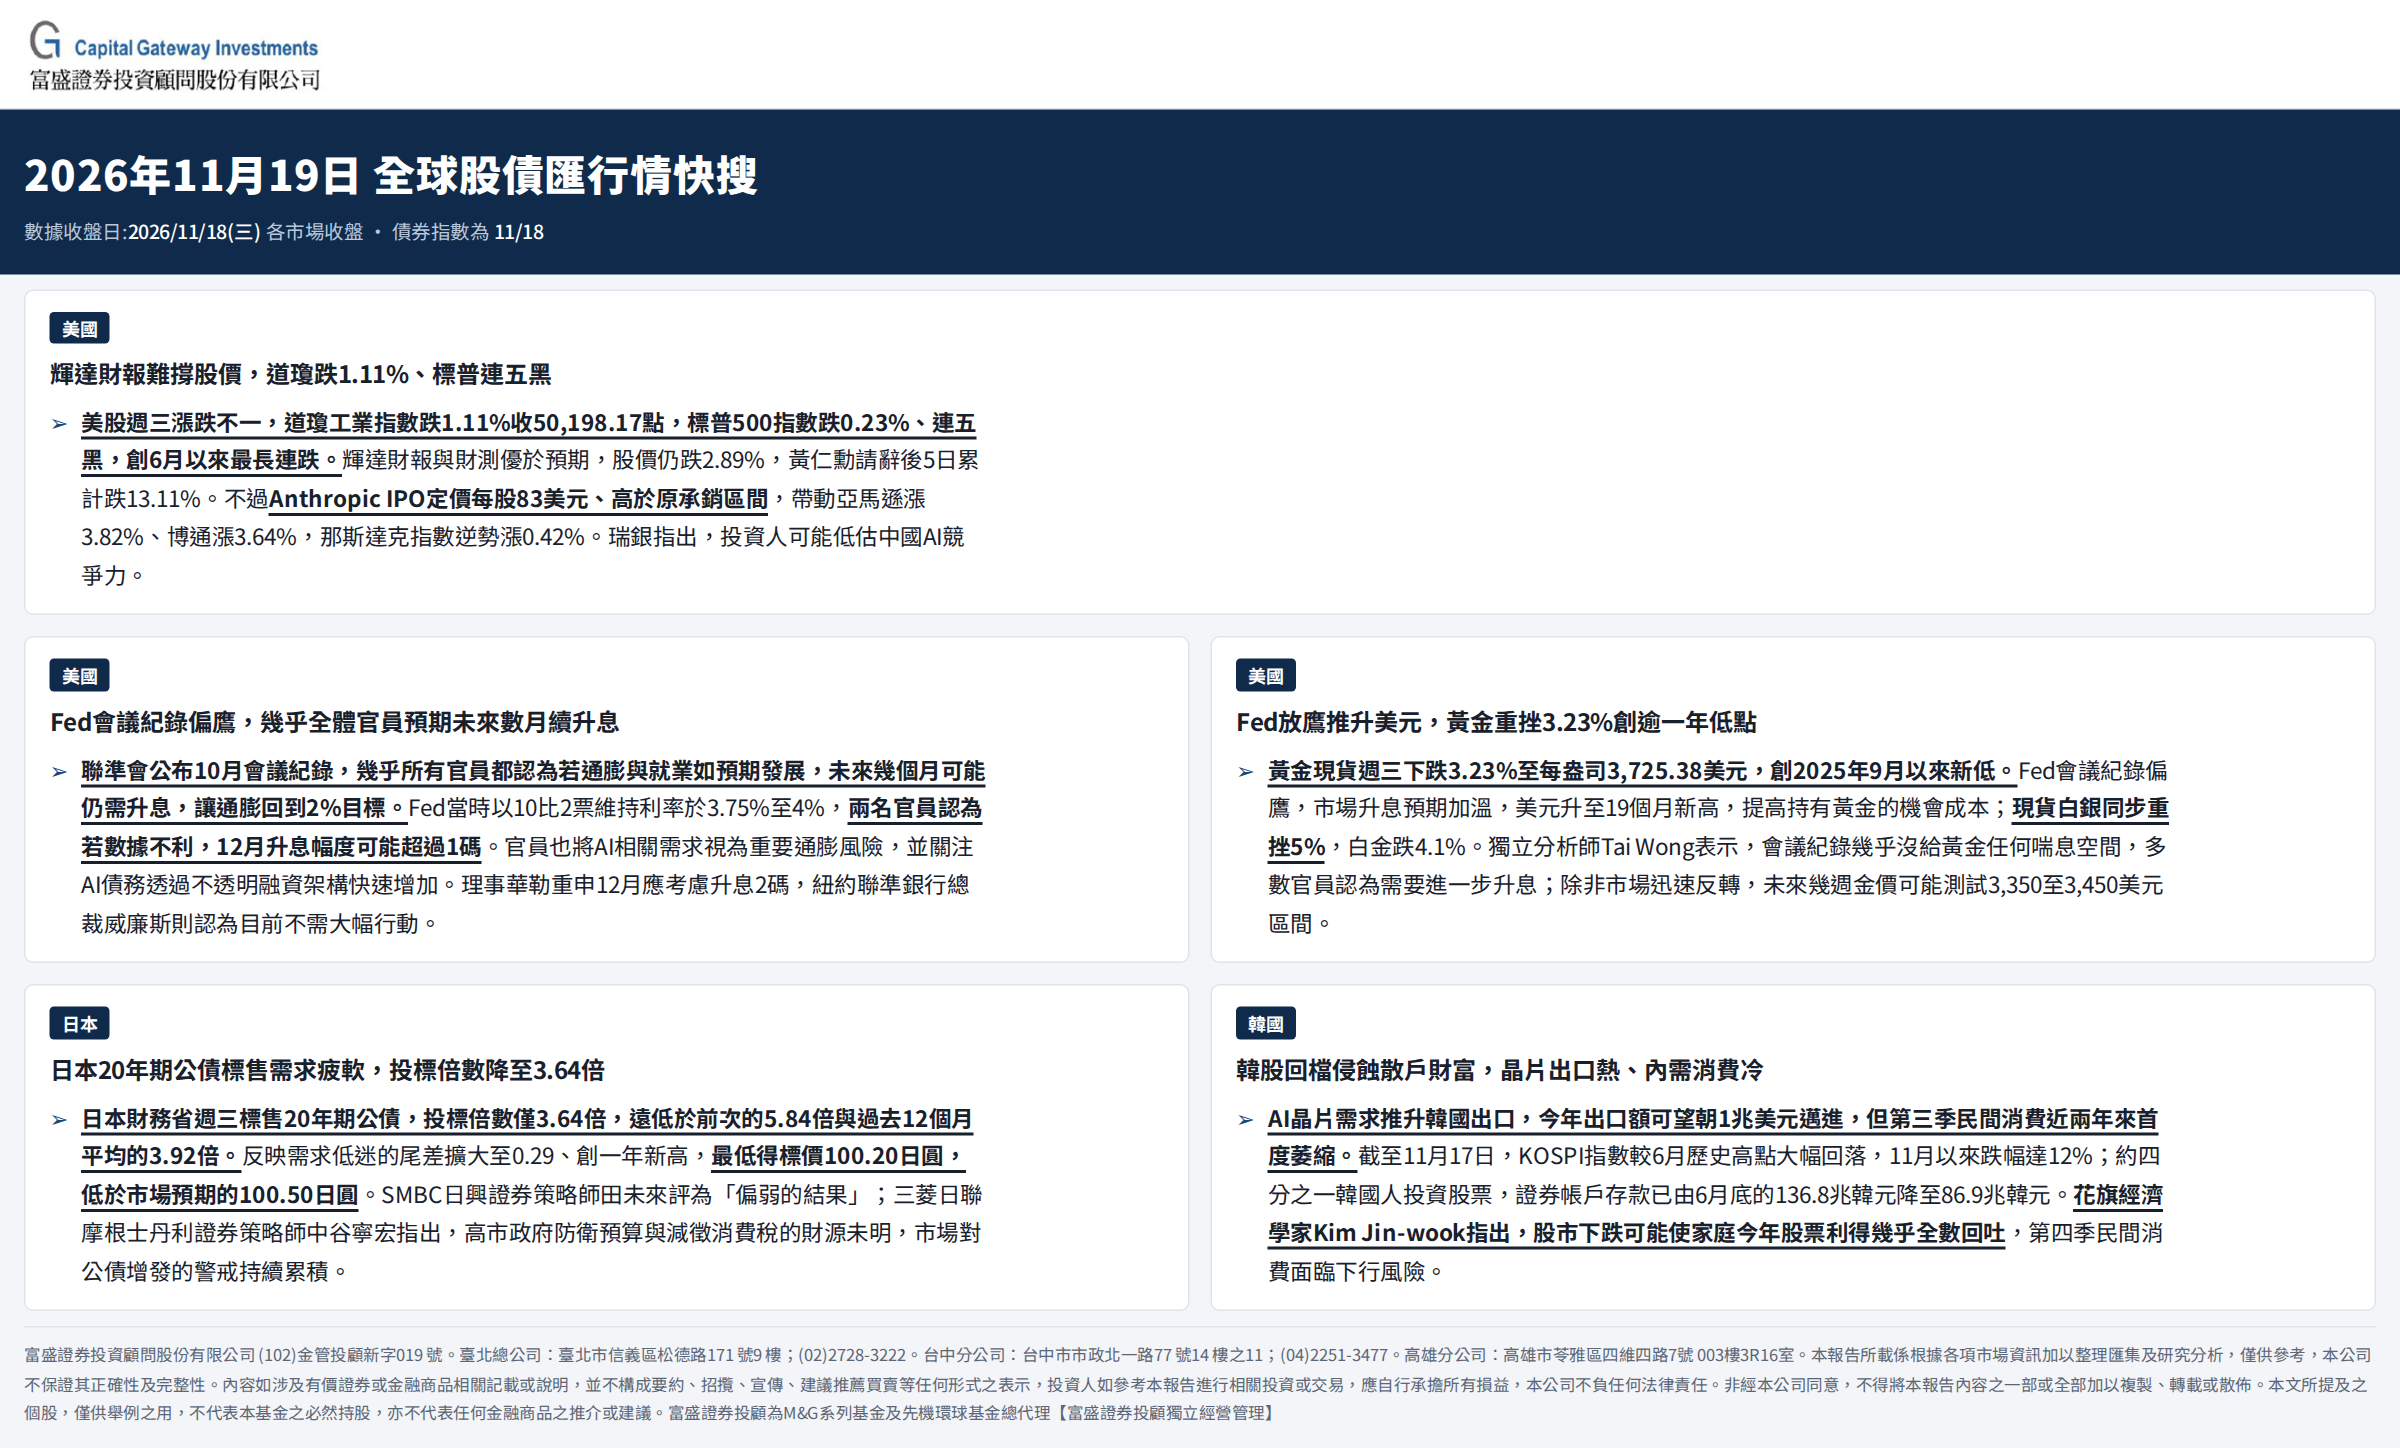 Capital Gateway Investments
富盛證券投資顧問股份有限公司
2026年11月19日 全球股債匯行情快搜
數據收盤日:2026/11/18(三) 各市場收盤 • 債券指數為 11/18
美國
輝達財報難撐股價，道瓊跌1.11%、標普連五黑
➢ 美股週三漲跌不一，道瓊工業指數跌1.11%收50,198.17點，標普500指數跌0.23%、連五
黑，創6月以來最長連跌。輝達財報與財測優於預期，股價仍跌2.89%，黃仁勳請辭後5日累
計跌13.11%。不過Anthropic IPO定價每股83美元、高於原承銷區間，帶動亞馬遜漲
3.82%、博通漲3.64%，那斯達克指數逆勢漲0.42%。瑞銀指出，投資人可能低估中國AI競
爭力。
美國
Fed會議紀錄偏鷹，幾乎全體官員預期未來數月續升息
➢ 聯準會公布10月會議紀錄，幾乎所有官員都認為若通膨與就業如預期發展，未來幾個月可能
仍需升息，讓通膨回到2%目標。Fed當時以10比2票維持利率於3.75%至4%，兩名官員認為
若數據不利，12月升息幅度可能超過1碼。官員也將AI相關需求視為重要通膨風險，並關注
AI債務透過不透明融資架構快速增加。理事華勒重申12月應考慮升息2碼，紐約聯準銀行總
裁威廉斯則認為目前不需大幅行動。
美國
Fed放鷹推升美元，黃金重挫3.23%創逾一年低點
➢ 黃金現貨週三下跌3.23%至每盎司3,725.38美元，創2025年9月以來新低。Fed會議紀錄偏
鷹，市場升息預期加溫，美元升至19個月新高，提高持有黃金的機會成本；現貨白銀同步重
挫5%，白金跌4.1%。獨立分析師Tai Wong表示，會議紀錄幾乎沒給黃金任何喘息空間，多
數官員認為需要進一步升息；除非市場迅速反轉，未來幾週金價可能測試3,350至3,450美元
區間。
日本
日本20年期公債標售需求疲軟，投標倍數降至3.64倍
➢ 日本財務省週三標售20年期公債，投標倍數僅3.64倍，遠低於前次的5.84倍與過去12個月
平均的3.92倍。反映需求低迷的尾差擴大至0.29、創一年新高，最低得標價100.20日圓，
低於市場預期的100.50日圓。SMBC日興證券策略師田未來評為「偏弱的結果」；三菱日聯
摩根士丹利證券策略師中谷寧宏指出，高市政府防衛預算與減徵消費稅的財源未明，市場對
公債增發的警戒持續累積。
韓國
韓股回檔侵蝕散戶財富，晶片出口熱、內需消費冷
➢ AI晶片需求推升韓國出口，今年出口額可望朝1兆美元邁進，但第三季民間消費近兩年來首
度萎縮。截至11月17日，KOSPI指數較6月歷史高點大幅回落，11月以來跌幅達12%；約四
分之一韓國人投資股票，證券帳戶存款已由6月底的136.8兆韓元降至86.9兆韓元。花旗經濟
學家Kim Jin-wook指出，股市下跌可能使家庭今年股票利得幾乎全數回吐，第四季民間消
費面臨下行風險。
富盛證券投資顧問股份有限公司 (102)金管投顧新字019 號。臺北總公司：臺北市信義區松德路171 號9 樓；(02)2728-3222。台中分公司：台中市市政北一路77 號14 樓之11；(04)2251-3477。高雄分公司：高雄市苓雅區四維四路7號 003樓3R16室。本報告所載係根據各項市場資訊加以整理匯集及研究分析，僅供參考，本公司
不保證其正確性及完整性。內容如涉及有價證券或金融商品相關記載或說明，並不構成要約、招攬、宣傳、建議推薦買賣等任何形式之表示，投資人如參考本報告進行相關投資或交易，應自行承擔所有損益，本公司不負任何法律責任。非經本公司同意，不得將本報告內容之一部或全部加以複製、轉載或散佈。本文所提及之
個股，僅供舉例之用，不代表本基金之必然持股，亦不代表任何金融商品之推介或建議。富盛證券投顧為M&G系列基金及先機環球基金總代理【富盛證券投顧獨立經營管理】